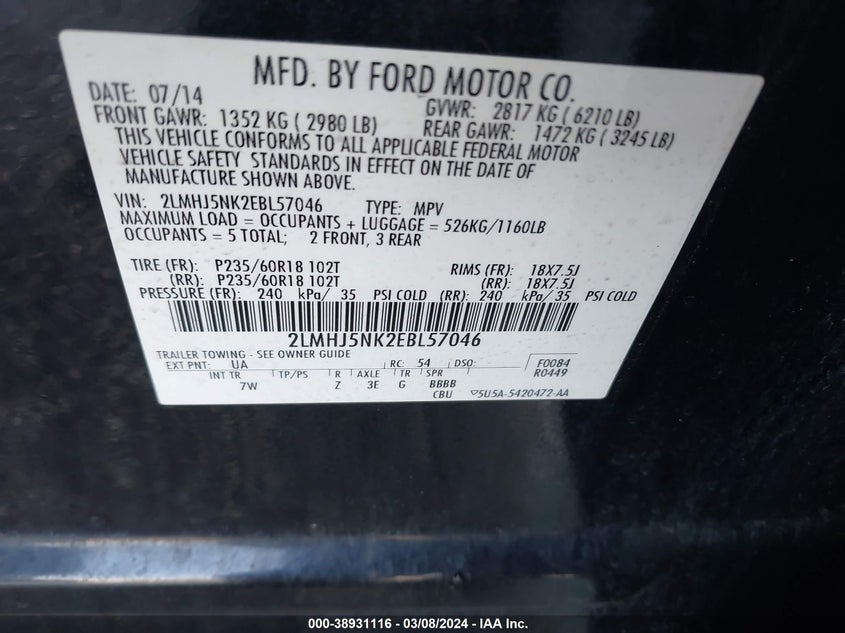 MFD. BY FORD MOTOR CO.
DATE: 07/14 GVWR: 2817 KG ( 6210 LB)
FRONT GAWR: 1352 KG ( 2980 LB) REAR GAWR: 1472 KG ( 3245 LB)
THIS VEHICLE CONFORMS TO ALL APPLICABLE FEDERAL MOTOR
VEHICLE SAFETY STANDARDS IN EFFECT ON THE DATE OF
MANUFACTURE SHOWN ABOVE.
VIN: 2LMHJ5NK2EBL57046 TYPE: MPV
MAXIMUM LOAD = OCCUPANTS + LUGGAGE = 526KG/1160LB
OCCUPANTS = 5 TOTAL; 2 FRONT, 3 REAR
TIRE (FR): P235/60R18 102T RIMS (FR): 18X7.5J
(RR): P235/60R18 102T (RR): 18X7.5J
PRESSURE (FR): 240 kPa/ 35 PSI COLD (RR): 240 kPa/ 35 PSI COLD
2LMHJ5NK2EBL57046
TRAILER TOWING - SEE OWNER GUIDE
EXT PNT: UA RC: 54 DSO: F0084
R0449
INT TR TP/PS R AXLE TR SPR
7W Z 3E G BBBB
CBU ▽5U5A-5420472-AA
000-38931116 - 03/08/2024 - IAA Inc.